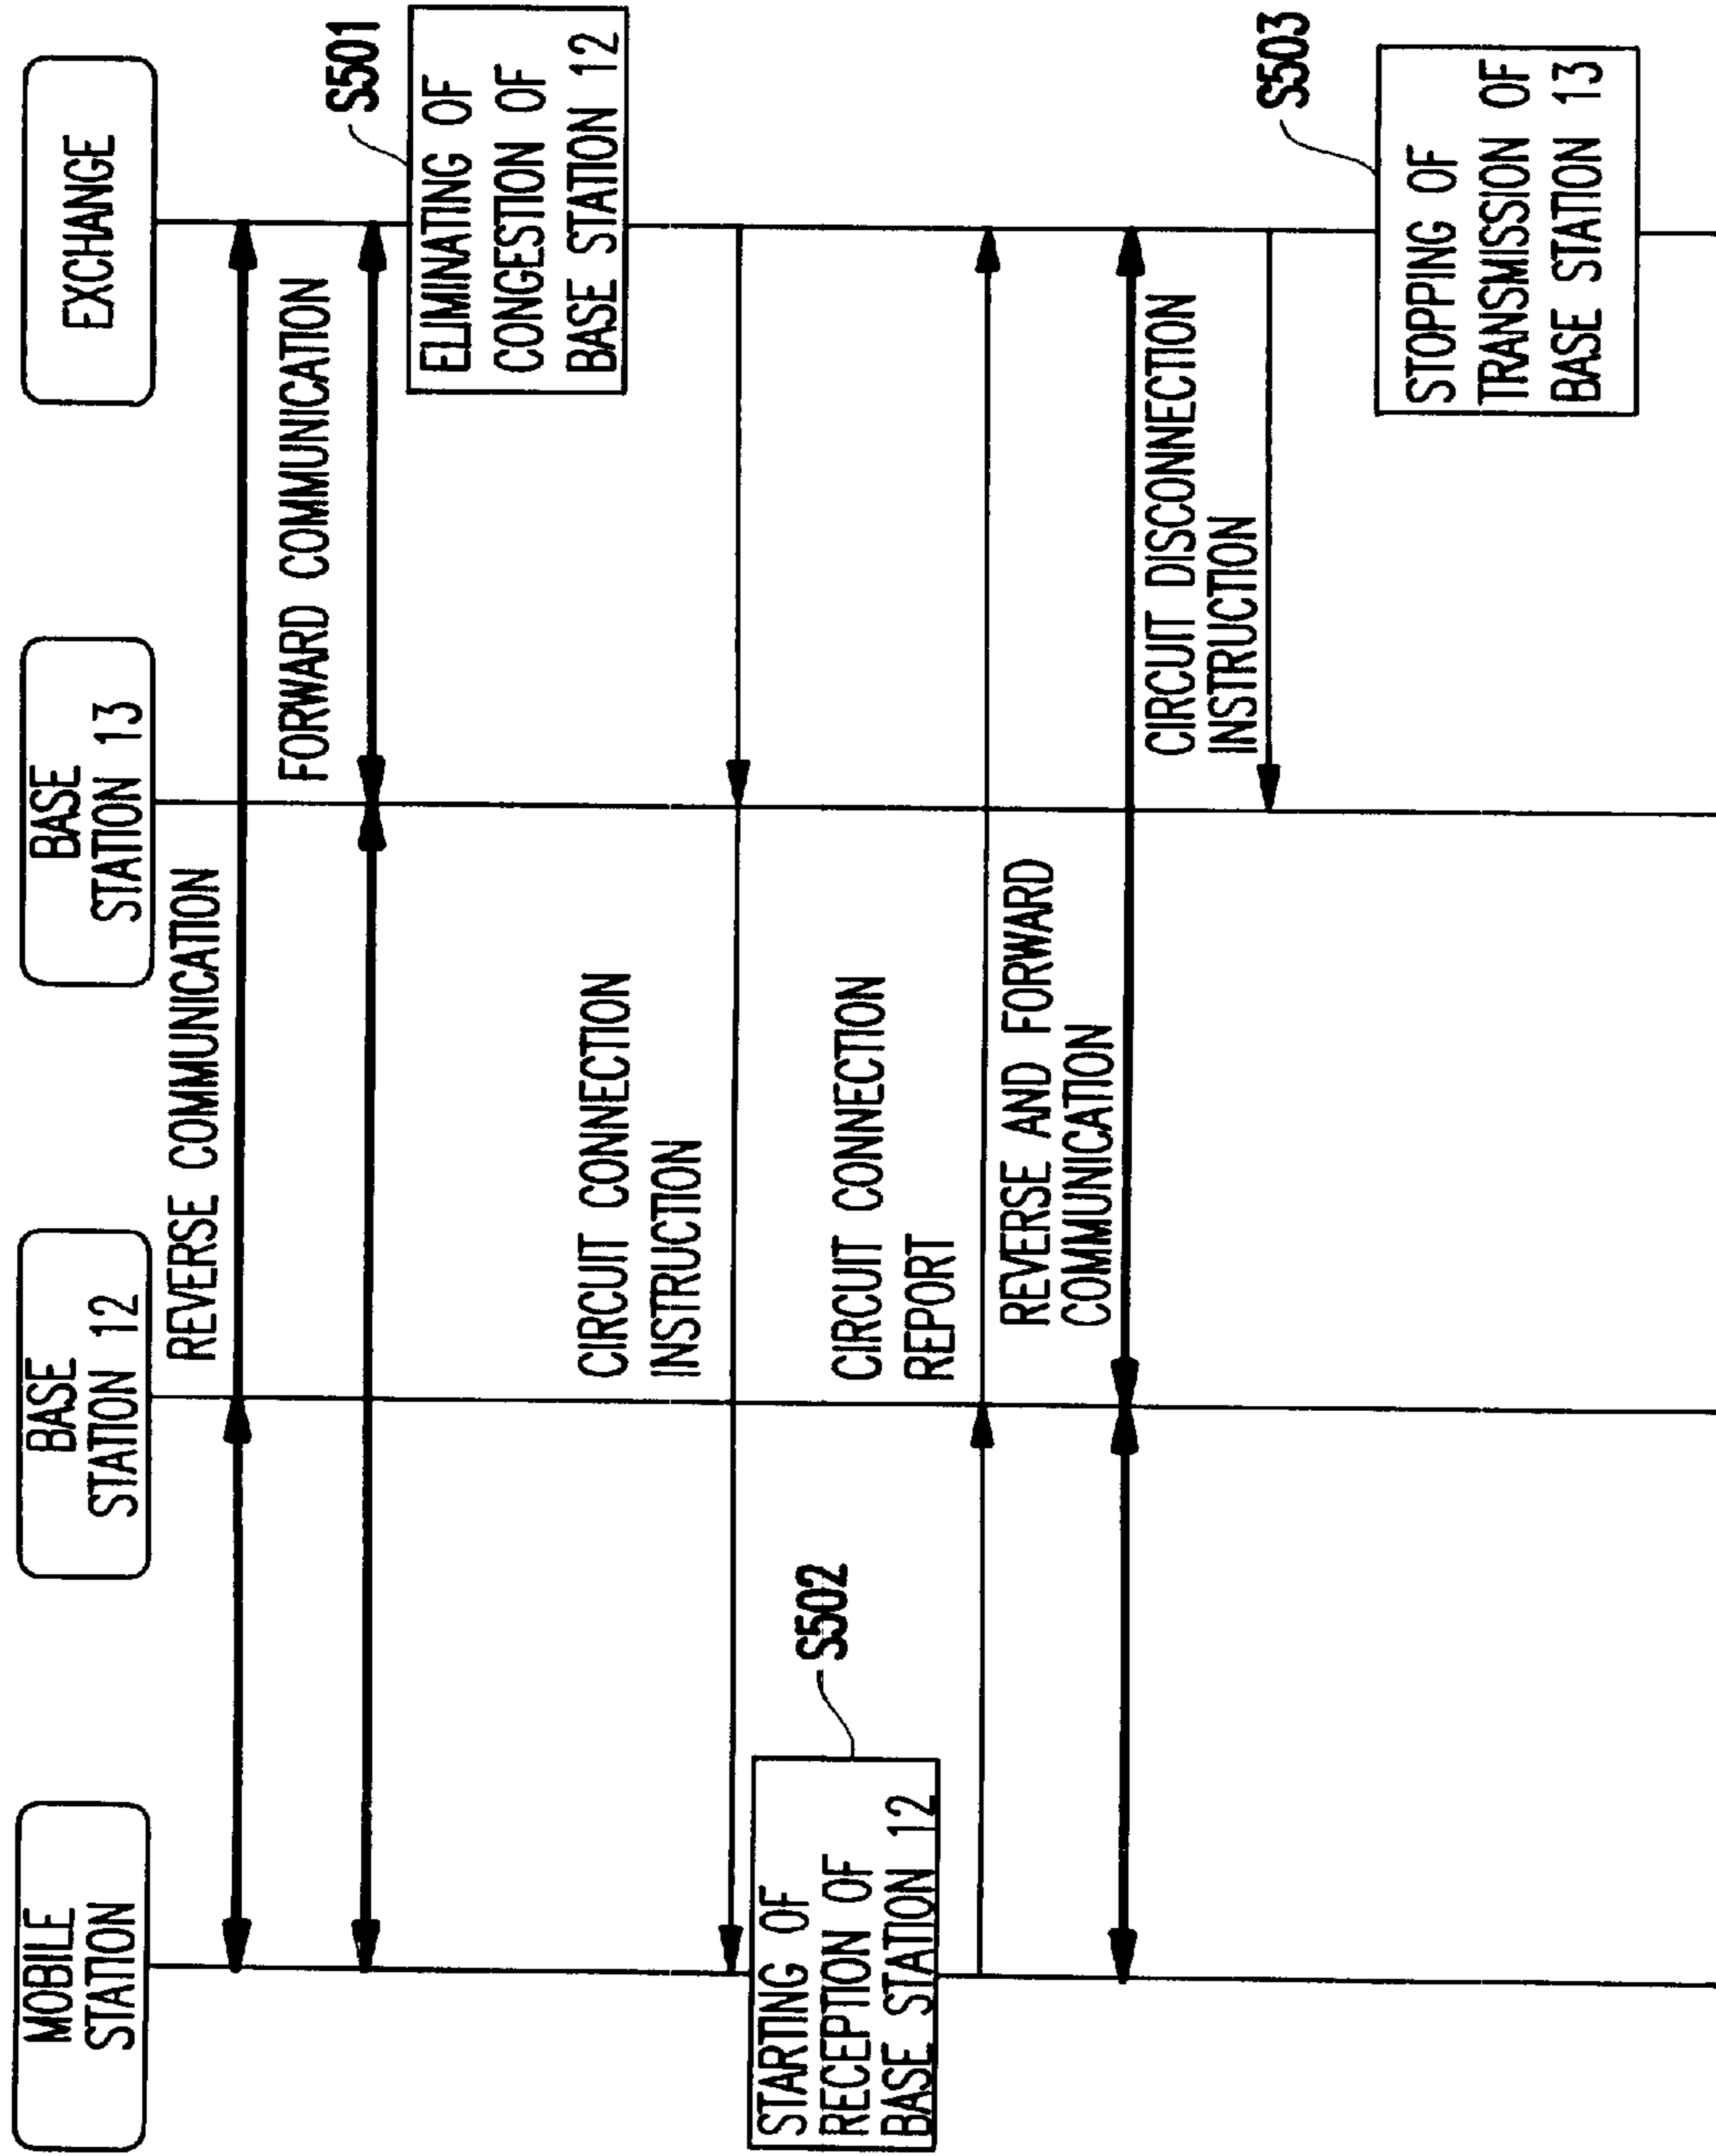 MOBILE
STATION
BASE
STATION 12
BASE
STATION 13
EXCHANGE
REVERSE COMMUNICATION
FORWARD COMMUNICATION
S501
ELIMINATING OF
CONGESTION OF
BASE STATION 12
CIRCUIT CONNECTION
INSTRUCTION
S502
STARTING OF
RECEPTION OF
BASE STATION 12
CIRCUIT CONNECTION
REPORT
REVERSE AND FORWARD
COMMUNICATION
CIRCUIT DISCONNECTION
INSTRUCTION
S503
STOPPING OF
TRANSMISSION OF
BASE STATION 13